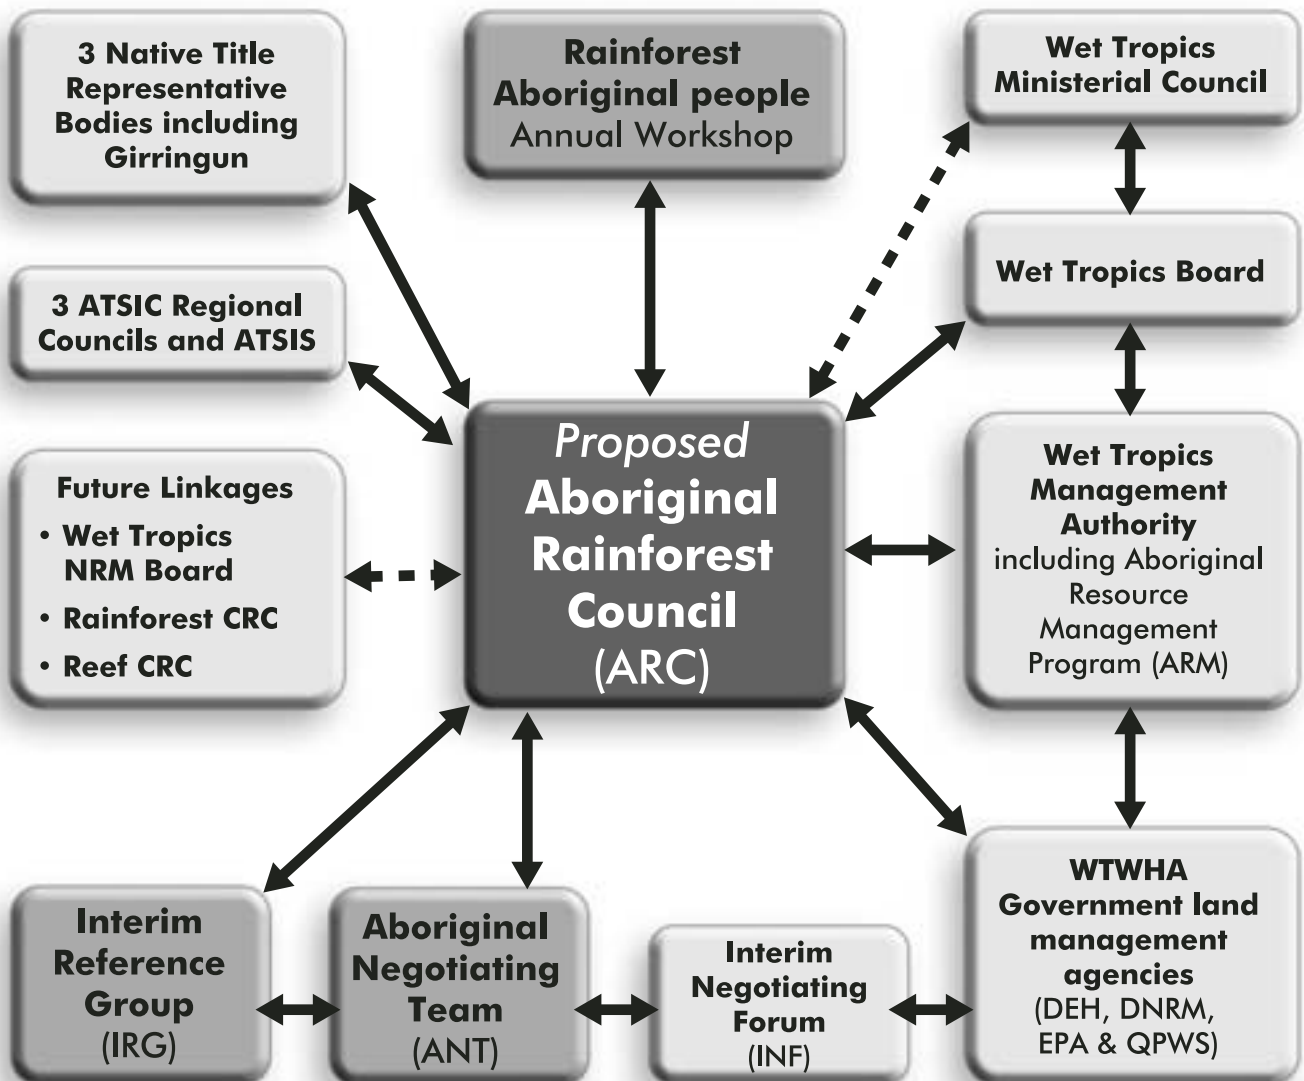 3 Native Title
Representative
Bodies including
Girringun
Rainforest
Aboriginal people
Annual Workshop
Wet Tropics
Ministerial Council
Wet Tropics Board
3 ATSIC Regional
Councils and ATSIS
Future Linkages
• Wet Tropics
NRM Board
• Rainforest CRC
• Reef CRC
Proposed
Aboriginal
Rainforest
Council
(ARC)
Wet Tropics
Management
Authority
including Aboriginal
Resource
Management
Program (ARM)
Interim
Reference
Group
(IRG)
Aboriginal
Negotiating
Team
(ANT)
Interim
Negotiating
Forum
(INF)
WTWHA
Government land
management
agencies
(DEH, DNRM,
EPA & QPWS)